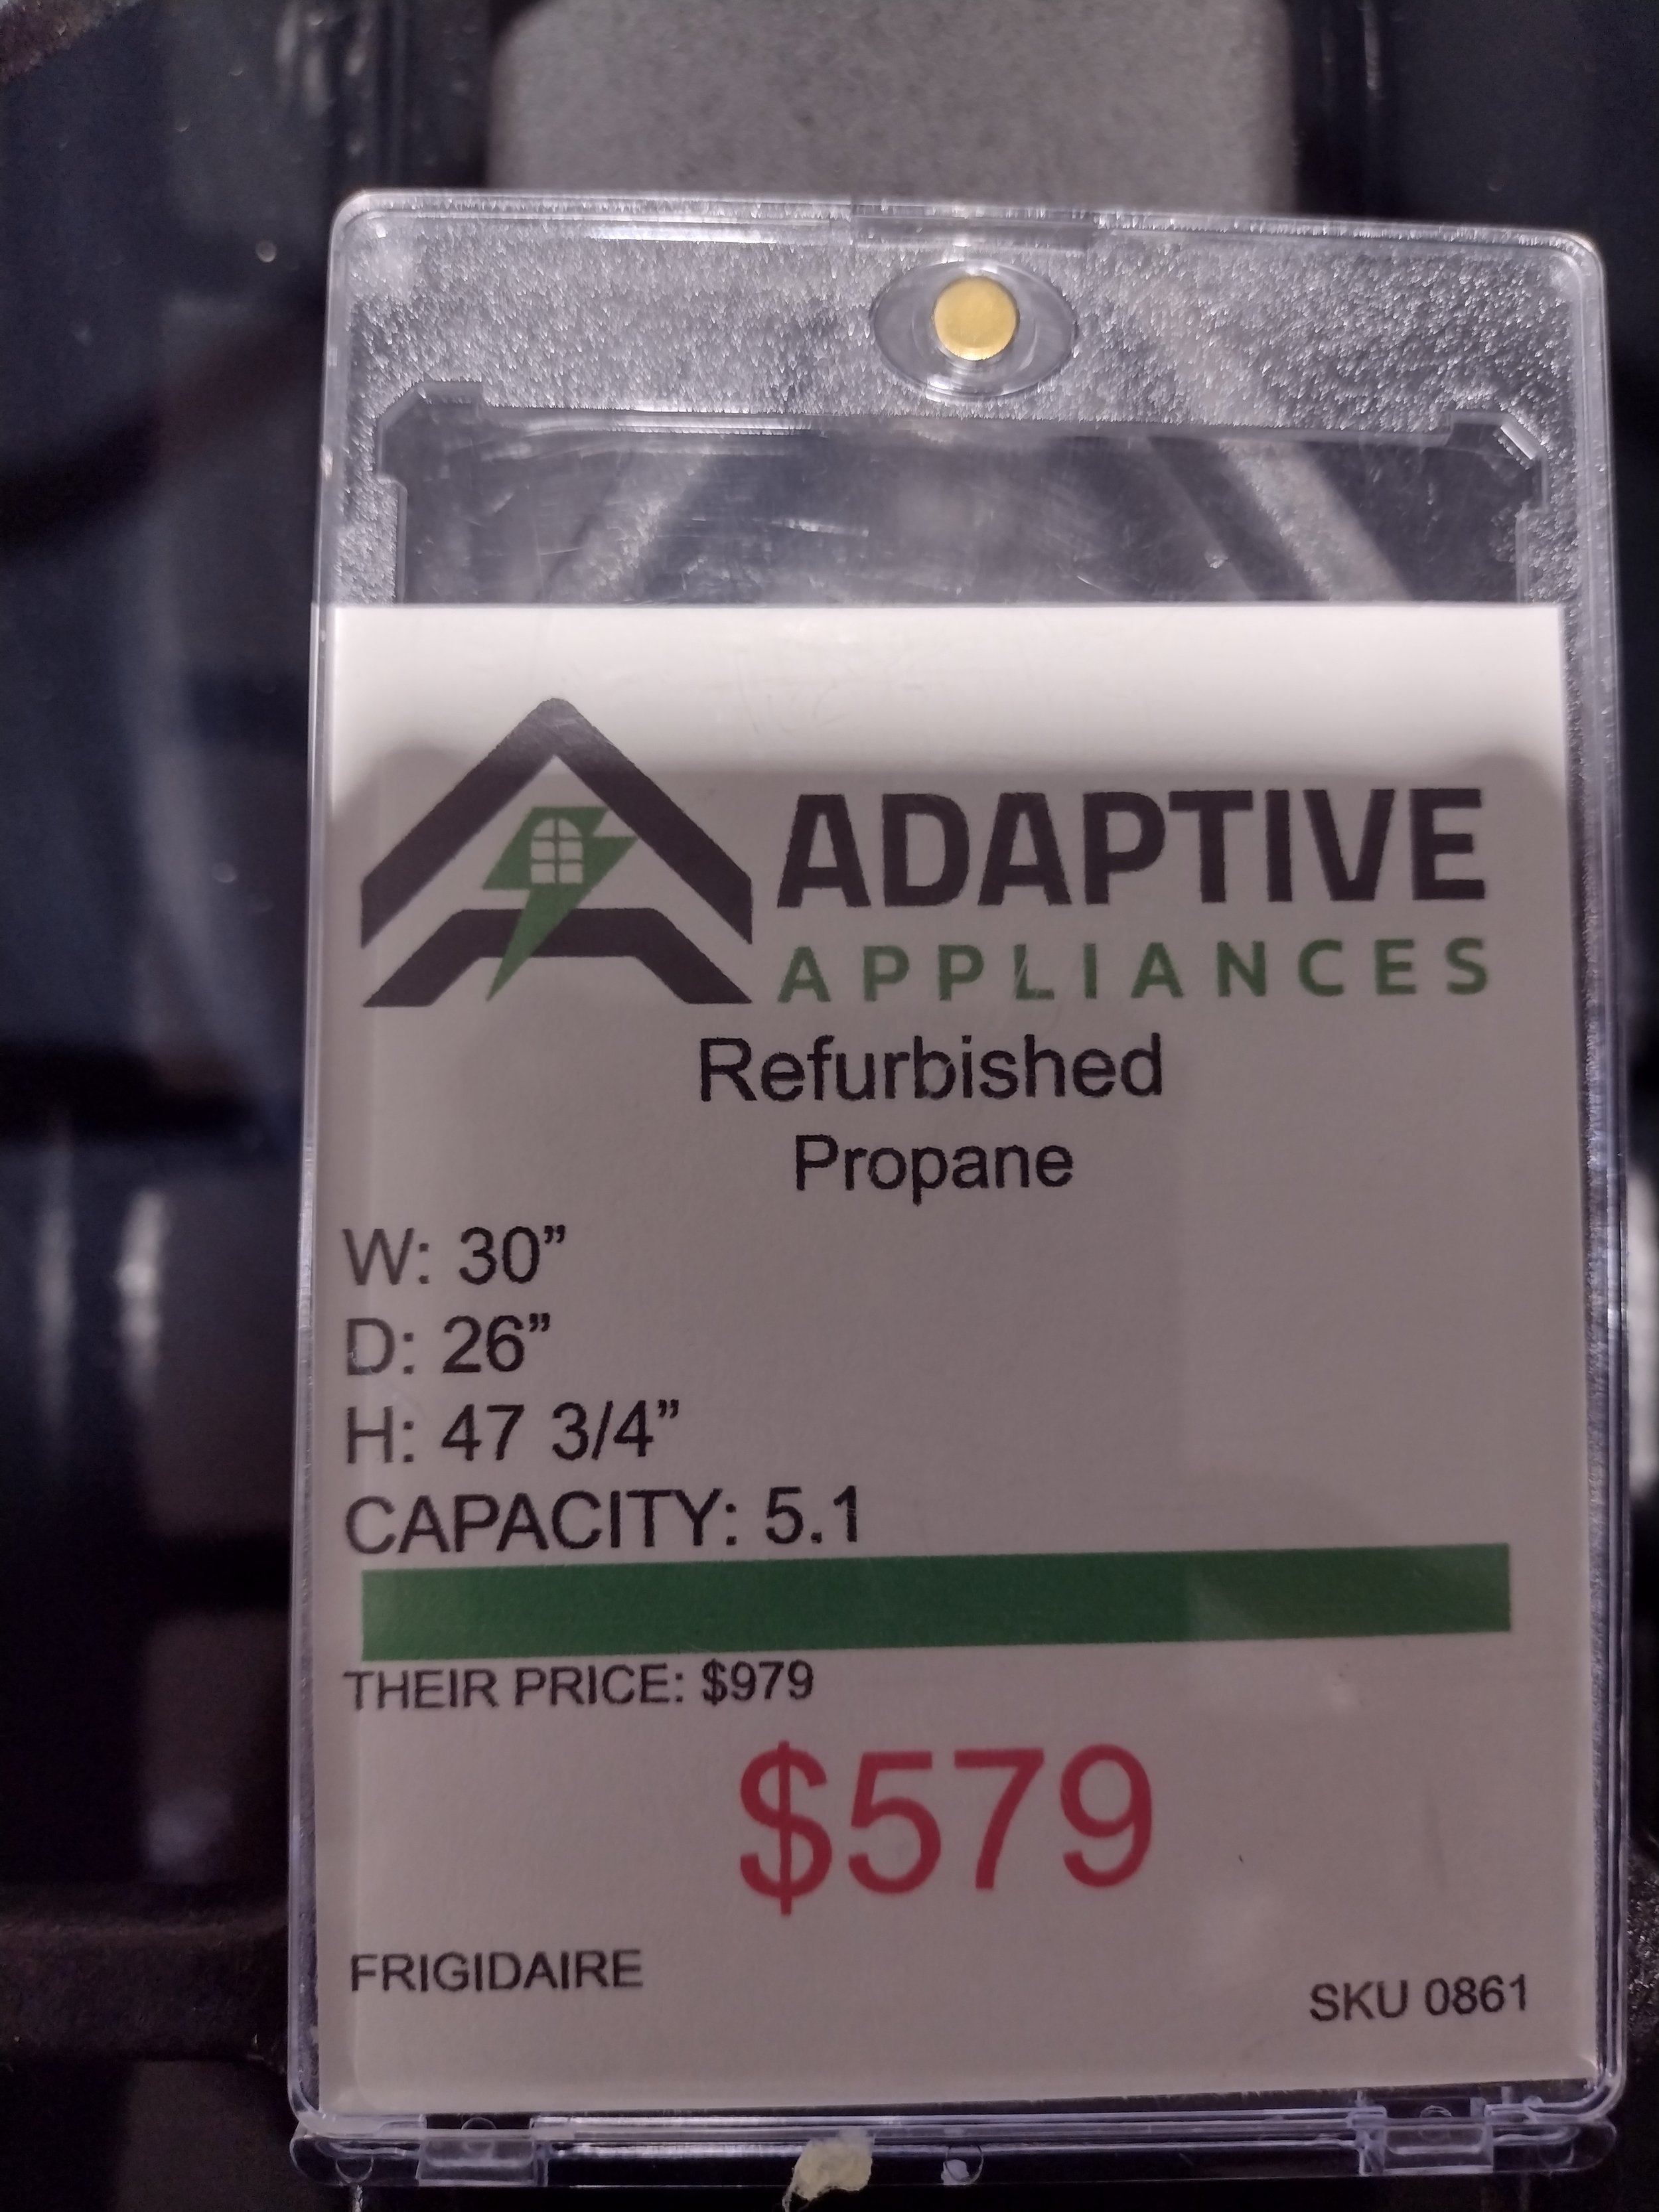 ADAPTIVE
APPLIANCES
Refurbished
Propane
W: 30”
D: 26”
H: 47 3/4”
CAPACITY: 5.1
THEIR PRICE: $979
$579
FRIGIDAIRE
SKU 0861